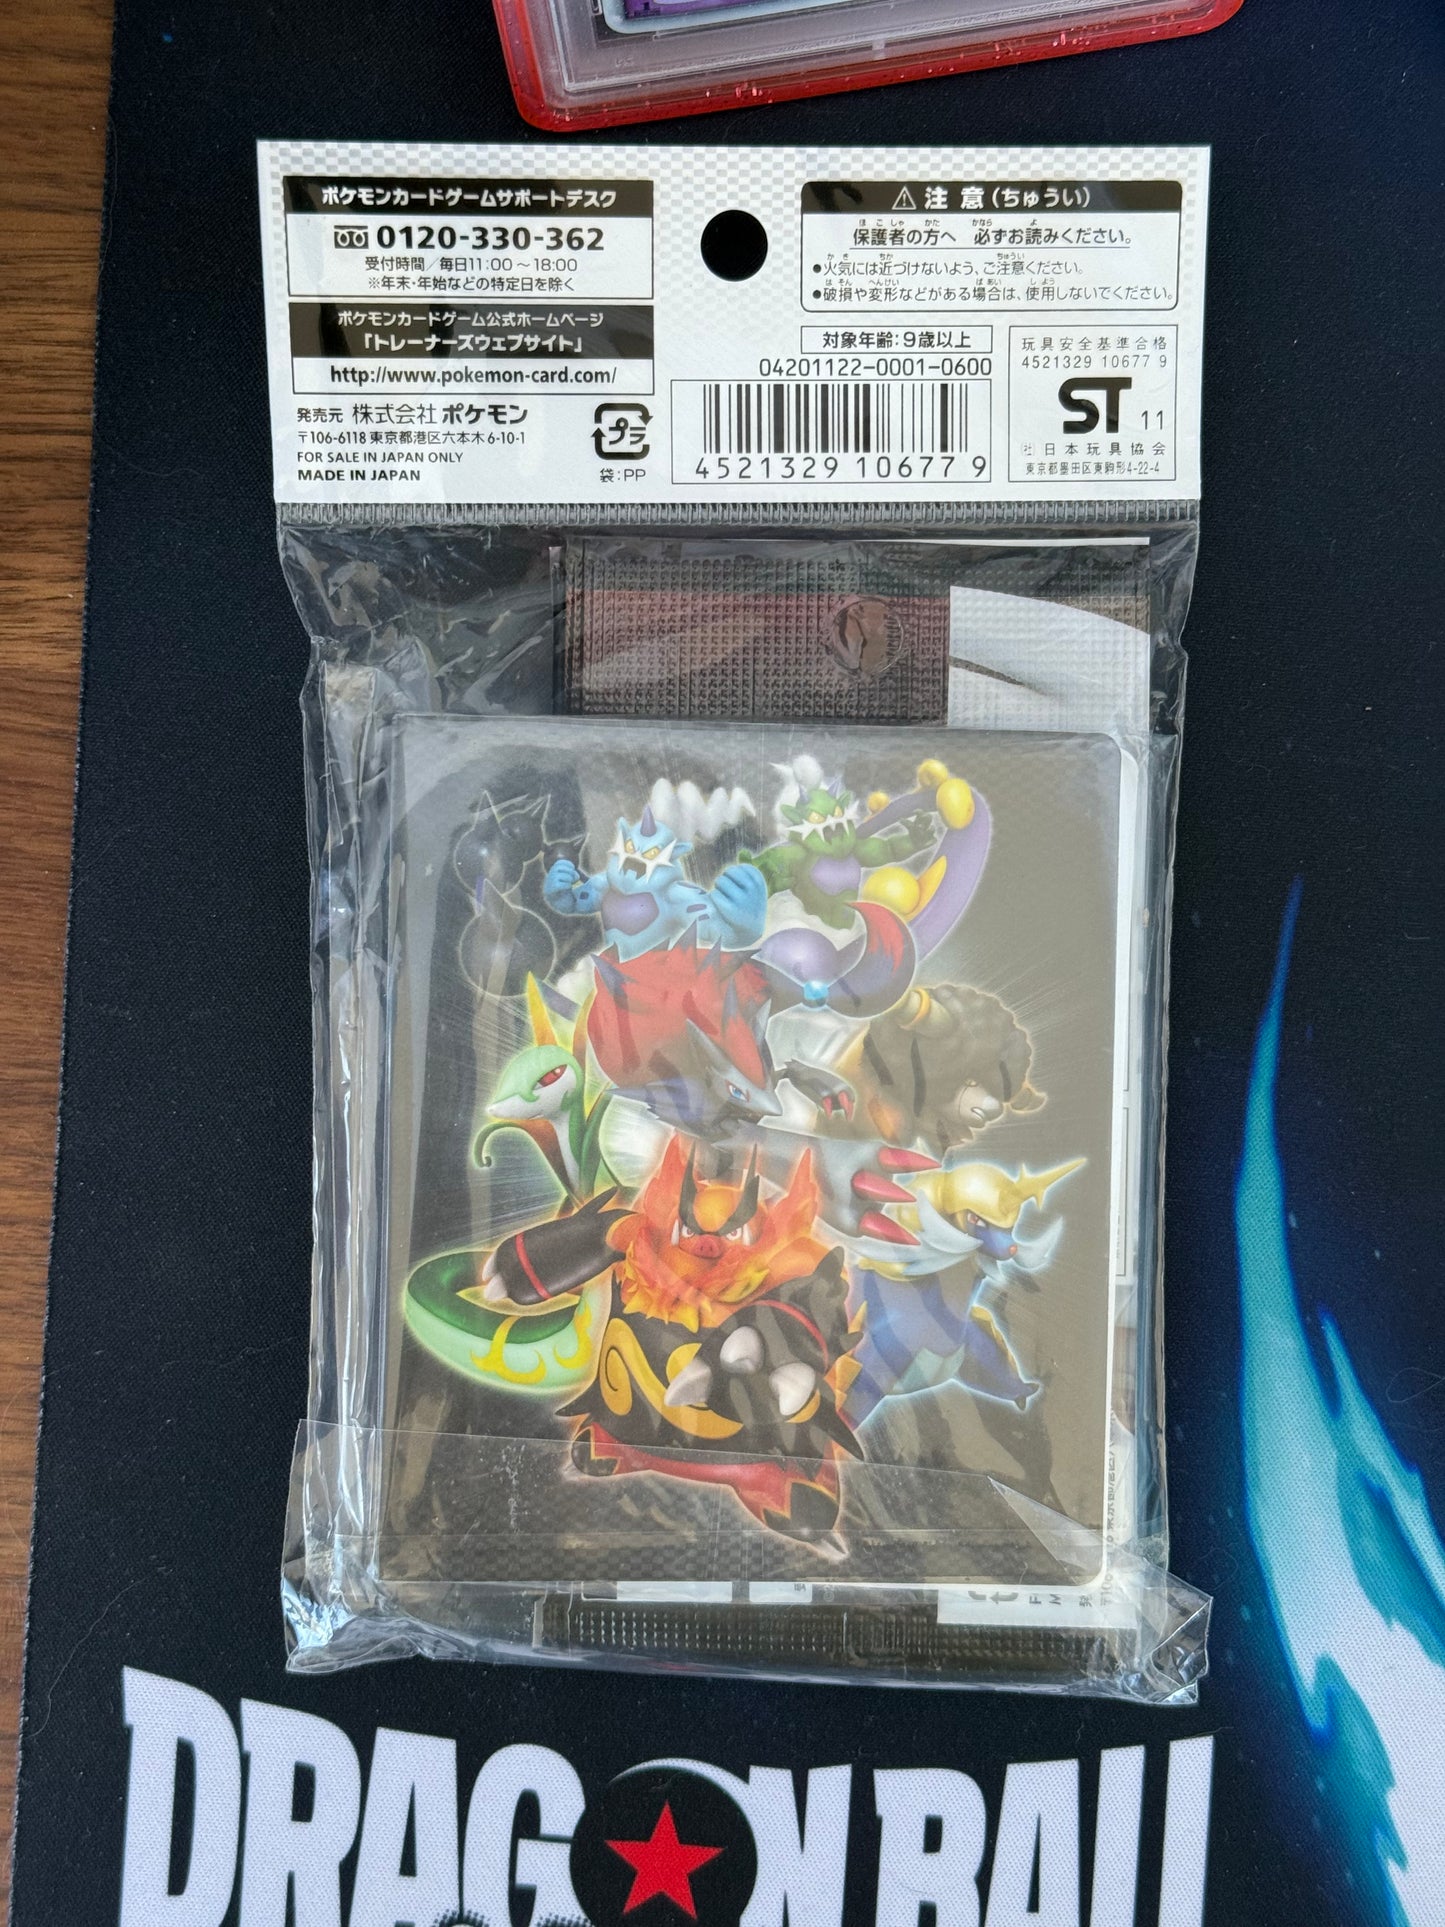 ポケモンカードゲームサポートデスク
0120-330-362
受付時間／毎日11:00～18:00
※年末・年始などの特定日を除く
ポケモンカードゲーム公式ホームページ
「トレーナーズウェブサイト」
http://www.pokemon-card.com/
発売元 株式会社 ポケモン
〒106-6118 東京都港区六本木6-10-1
FOR SALE IN JAPAN ONLY
MADE IN JAPAN
プラ
袋：PP
注意（ちゅうい）
保護者の方へ 必ずお読みください。
●火気には近づけないよう、ご注意ください。
●破損や変形などがある場合は、使用しないでください。
対象年齢：9歳以上
04201122-0001-0600
4 521329 106779
玩具安全基準合格
4521329 10677 9
ST 11
㈳日本玩具協会
東京都墨田区東駒形4-22-4
DRAGON BALL